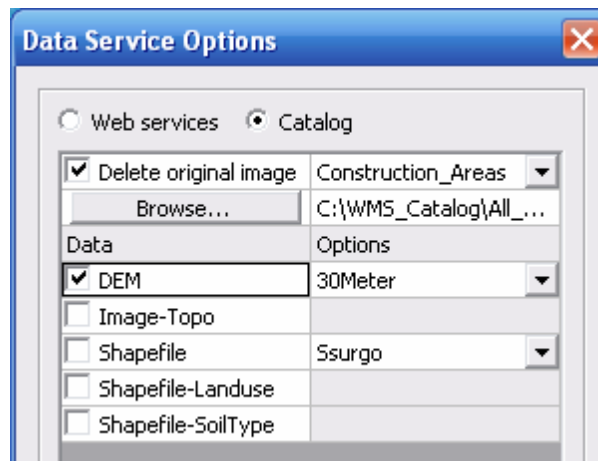 Data Service Options
Web services Catalog
Delete original image Construction_Areas
Browse... C:\WMS_Catalog\All_...
Data Options
DEM 30Meter
Image-Topo
Shapefile Ssurgo
Shapefile-Landuse
Shapefile-SoilType